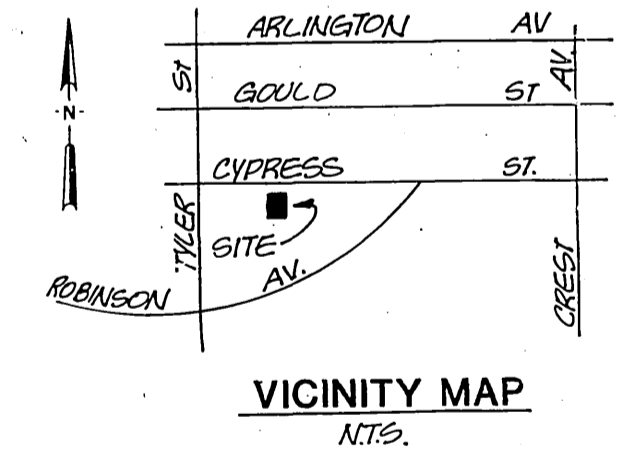 ARLINGTON AV
GOULD ST
CYPRESS ST.
TYLER St
CREST AV.
N
SITE
ROBINSON AV.
VICINITY MAP
N.T.S.